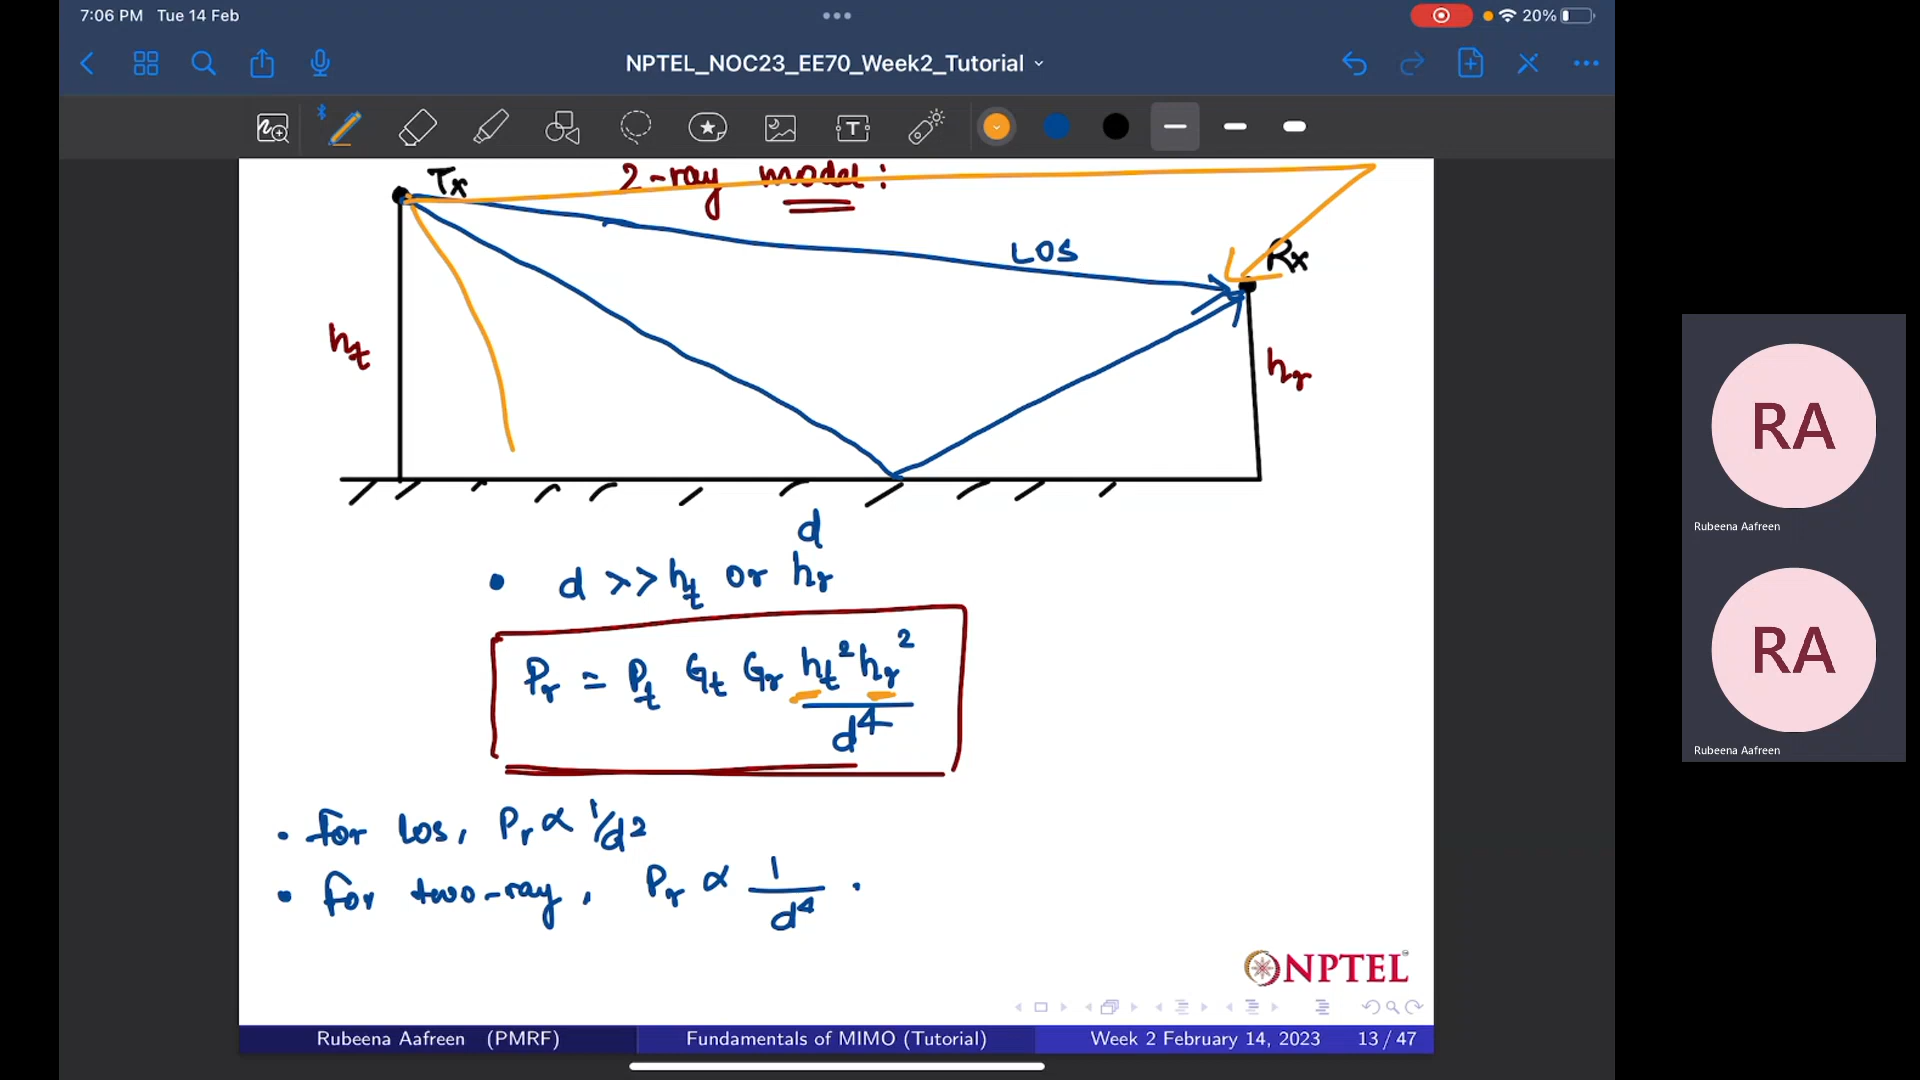 7:06 PM Tue 14 Feb
20%
NPTEL_NOC23_EE70_Week2_Tutorial
2-ray model:
Tx
LOS
Rx
ht
hr
d
• d >> ht or hr
Pr = Pt Gt Gr ht²hr²
d⁴
• for Los, Pr ∝ 1/d²
• for two-ray, Pr ∝ 1/d⁴.
NPTEL
Rubeena Aafreen (PMRF)
Fundamentals of MIMO (Tutorial)
Week 2 February 14, 2023
13 / 47
RA
Rubeena Aafreen
RA
Rubeena Aafreen